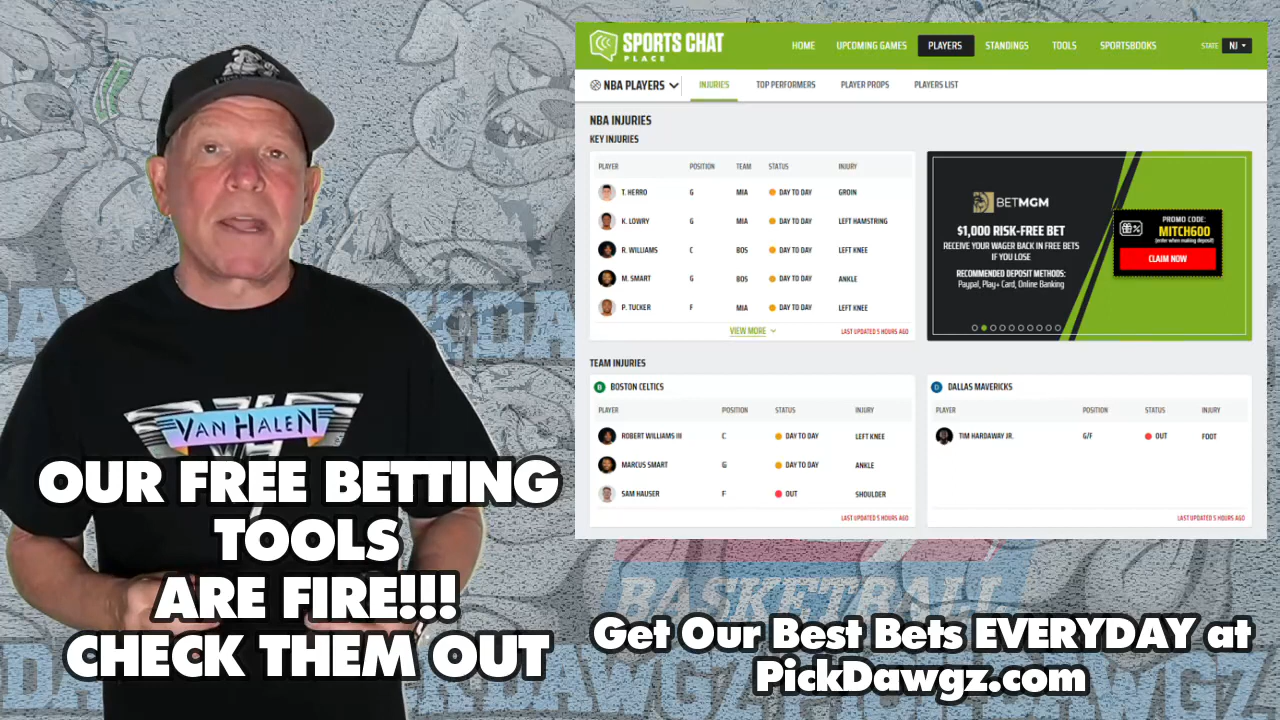 SPORTS CHAT
PLACE
HOME UPCOMING GAMES PLAYERS STANDINGS TOOLS SPORTSBOOKS STATE NJ
NBA PLAYERS INJURIES TOP PERFORMERS PLAYER PROPS PLAYERS LIST
NBA INJURIES
KEY INJURIES
PLAYER POSITION TEAM STATUS INJURY
T. HERRO G MIA DAY TO DAY GROIN
K. LOWRY G MIA DAY TO DAY LEFT HAMSTRING
R. WILLIAMS C BOS DAY TO DAY LEFT KNEE
M. SMART G BOS DAY TO DAY ANKLE
P. TUCKER F MIA DAY TO DAY LEFT KNEE
VIEW MORE LAST UPDATED 5 HOURS AGO
BETMGM
$1,000 RISK-FREE BET
RECEIVE YOUR WAGER BACK IN FREE BETS
IF YOU LOSE
RECOMMENDED DEPOSIT METHODS:
Paypal, Play+ Card, Online Banking
PROMO CODE:
MITCH600
(enter when making deposit)
CLAIM NOW
TEAM INJURIES
BOSTON CELTICS
PLAYER POSITION STATUS INJURY
ROBERT WILLIAMS III C DAY TO DAY LEFT KNEE
MARCUS SMART G DAY TO DAY ANKLE
SAM HAUSER F OUT SHOULDER
LAST UPDATED 5 HOURS AGO
DALLAS MAVERICKS
PLAYER POSITION STATUS INJURY
TIM HARDAWAY JR. G/F OUT FOOT
LAST UPDATED 5 HOURS AGO
VAN HALEN
OUR FREE BETTING
TOOLS
ARE FIRE!!!
CHECK THEM OUT
BASKETBALL
Get Our Best Bets EVERYDAY at
PickDawgz.com